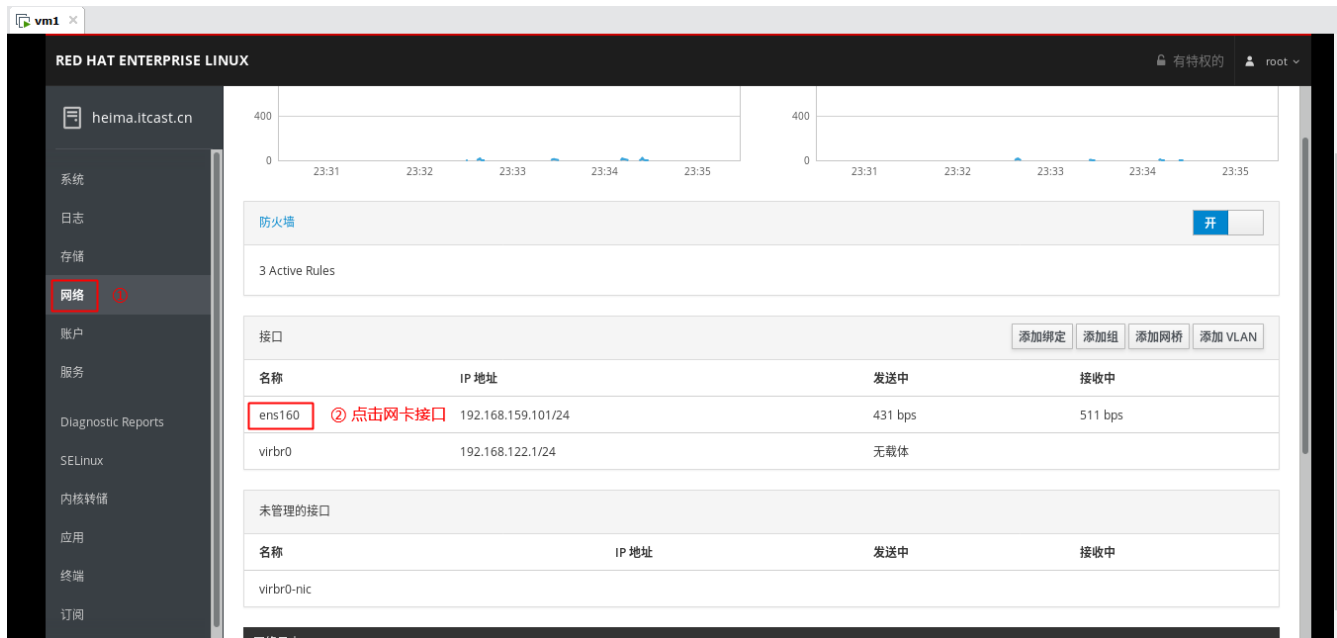 vm1
RED HAT ENTERPRISE LINUX
有特权的 root
heima.itcast.cn
系统
日志
存储
网络 ①
账户
服务
Diagnostic Reports
SELinux
内核转储
应用
终端
订阅
400
0
23:31 23:32 23:33 23:34 23:35
400
0
23:31 23:32 23:33 23:34 23:35
防火墙 开
3 Active Rules
接口 添加绑定 添加组 添加网桥 添加 VLAN
名称 IP 地址 发送中 接收中
ens160 ② 点击网卡接口 192.168.159.101/24 431 bps 511 bps
virbr0 192.168.122.1/24 无载体
未管理的接口
名称 IP 地址 发送中 接收中
virbr0-nic